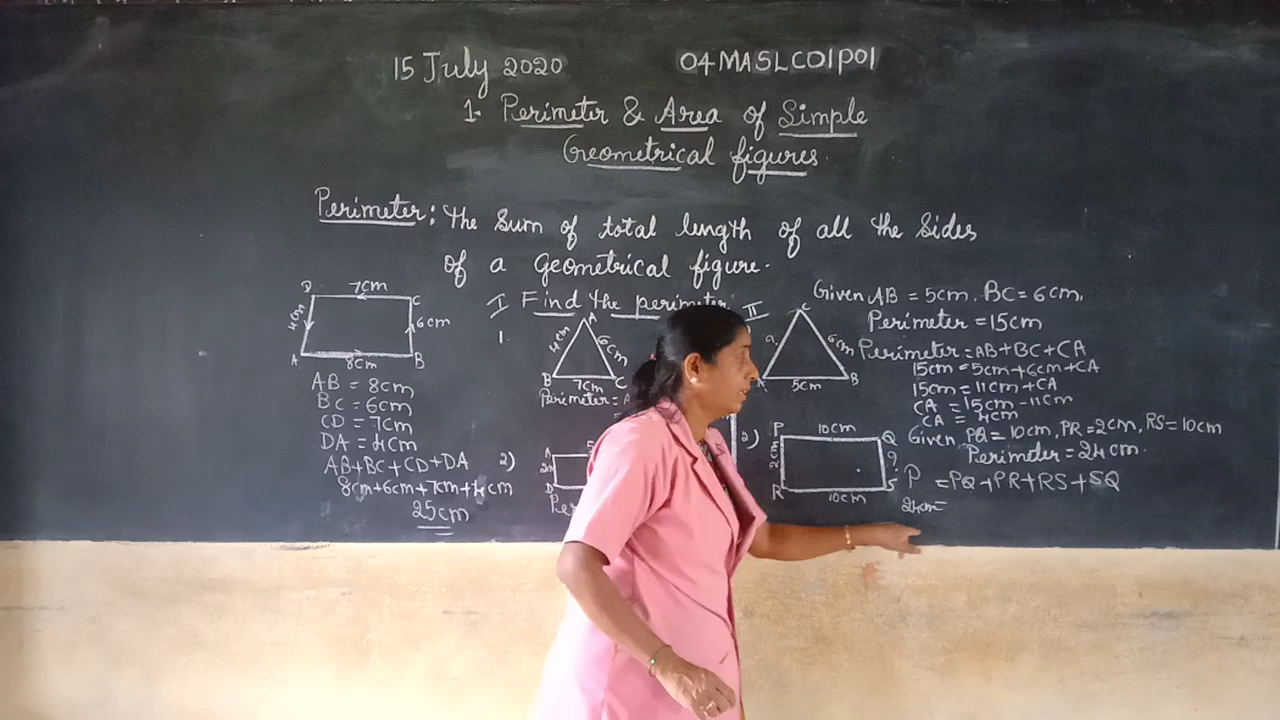 15 July 2020 04MASLC01P01
1. Perimeter & Area of Simple
Geometrical figures.
Perimeter: The Sum of total length of all the Sides
of a Geometrical figure.
I Find the perimeter
D 7cm C
4cm 6cm
A 8cm B
AB = 8cm
BC = 6cm
CD = 7cm
DA = 4cm
AB+BC+CD+DA
8cm+6cm+7cm+4cm
25cm
1.
A
4cm 6cm
B 7cm C
Perimeter =
2)
A 5
D
Per
II
C
? 6cm
5cm B
Given AB = 5cm. BC = 6cm,
Perimeter = 15cm
Perimeter = AB+BC+CA
15cm = 5cm+6cm+CA
15cm = 11cm+CA
CA = 15cm-11cm
CA = 4cm
2)
P 10cm Q
2cm ?
R 10cm S
Given PQ = 10cm, PR = 2cm, RS = 10cm
Perimeter = 24cm.
P = PQ+PR+RS+SQ
24cm=